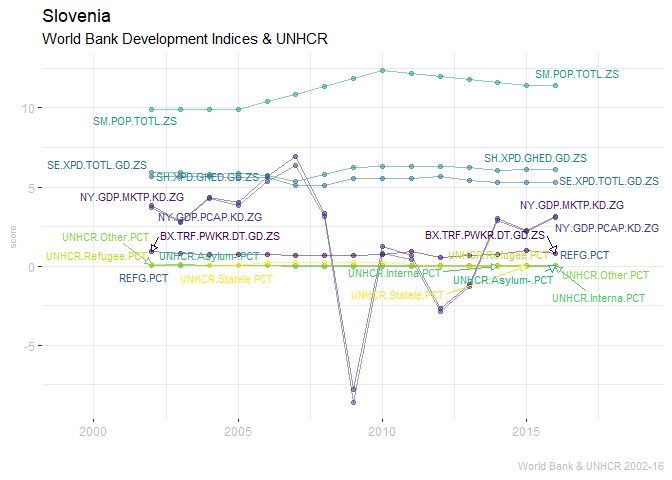 Slovenia
World Bank Development Indices & UNHCR
SM.POP.TOTL.ZS
10
SM.POP.TOTL.ZS
SH.XPD.GHED.GD.ZS
SE.XPD.TOTL.GD.ZS
SH.XPD.GHED.GD.ZS
SE.XPD.TOTL.GD.ZS
5
NY.GDP.MKTP.KD.ZG
NY.GDP.MKTP.KD.ZG
NY.GDP.PCAP.KD.ZG
NY.GDP.PCAP.KD.ZG
score
UNHCR.Other.PCT
BX.TRF.PWKR.DT.GD.ZS
BX.TRF.PWKR.DT.GD.ZS
UNHCR.Refugee.PCT
UNHCR.Asylum-.PCT
UNHCR.Refugee.PCT
REFG.PCT
0
REFG.PCT
UNHCR.Statele.PCT
UNHCR.Interna.PCT
UNHCR.Asylum-.PCT
UNHCR.Other.PCT
UNHCR.Statele.PCT
UNHCR.Interna.PCT
-5
2000
2005
2010
2015
World Bank & UNHCR 2002-16